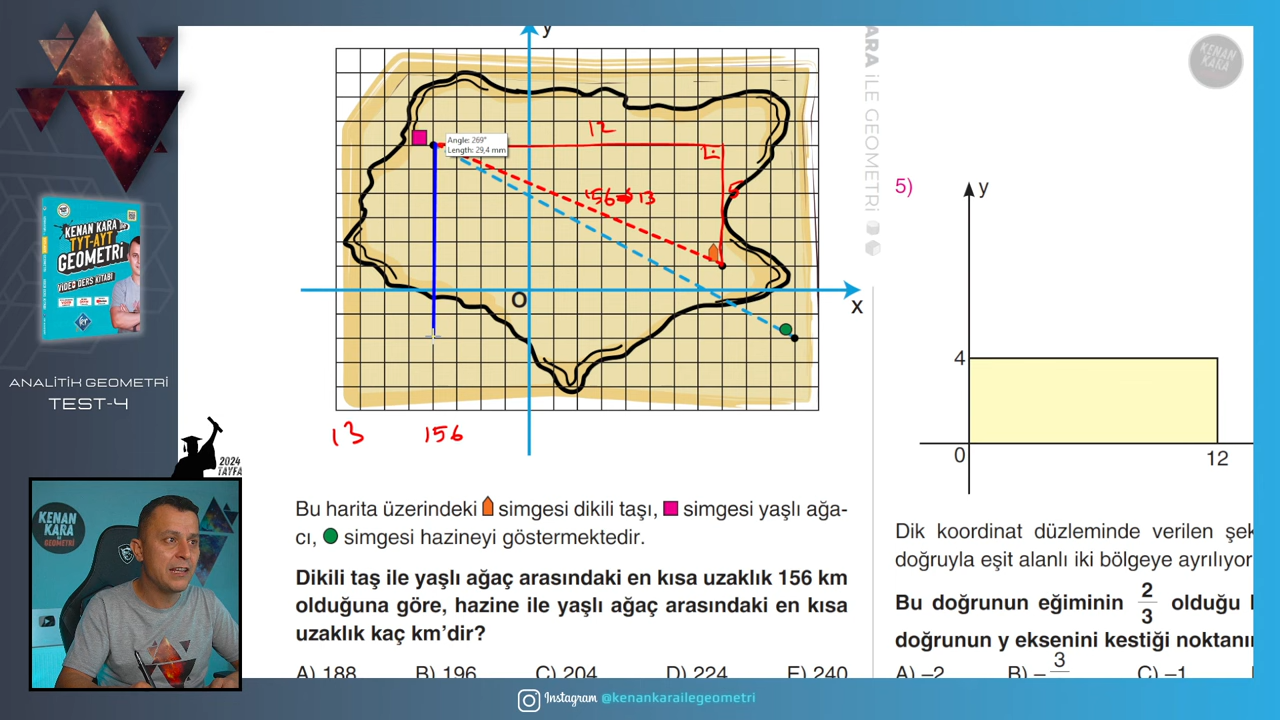 KENAN KARA ile
TYT-AYT
GEOMETRİ
VİDEO DERS KİTABI
ANALİTİK GEOMETRİ
TEST-4
2024
TAYFA
KENAN
KARA
GEOMETRİ
y
12
Angle: 269°
Length: 29,4 mm
156⇒13
5
O
x
13
156
Bu harita üzerindeki simgesi dikili taşı, simgesi yaşlı ağa-
cı, simgesi hazineyi göstermektedir.
Dikili taş ile yaşlı ağaç arasındaki en kısa uzaklık 156 km
olduğuna göre, hazine ile yaşlı ağaç arasındaki en kısa
uzaklık kaç km'dir?
A) 188 B) 196 C) 204 D) 224 E) 240
ARA İLE GEOMETRİ
KENAN
KARA
5)
y
4
0
12
Dik koordinat düzleminde verilen şek
doğruyla eşit alanlı iki bölgeye ayrılıyor
Bu doğrunun eğiminin 2/3 olduğu
doğrunun y eksenini kestiği noktanı
A) –2 B) – 3 C) –1
Instagram @kenankarailegeometri